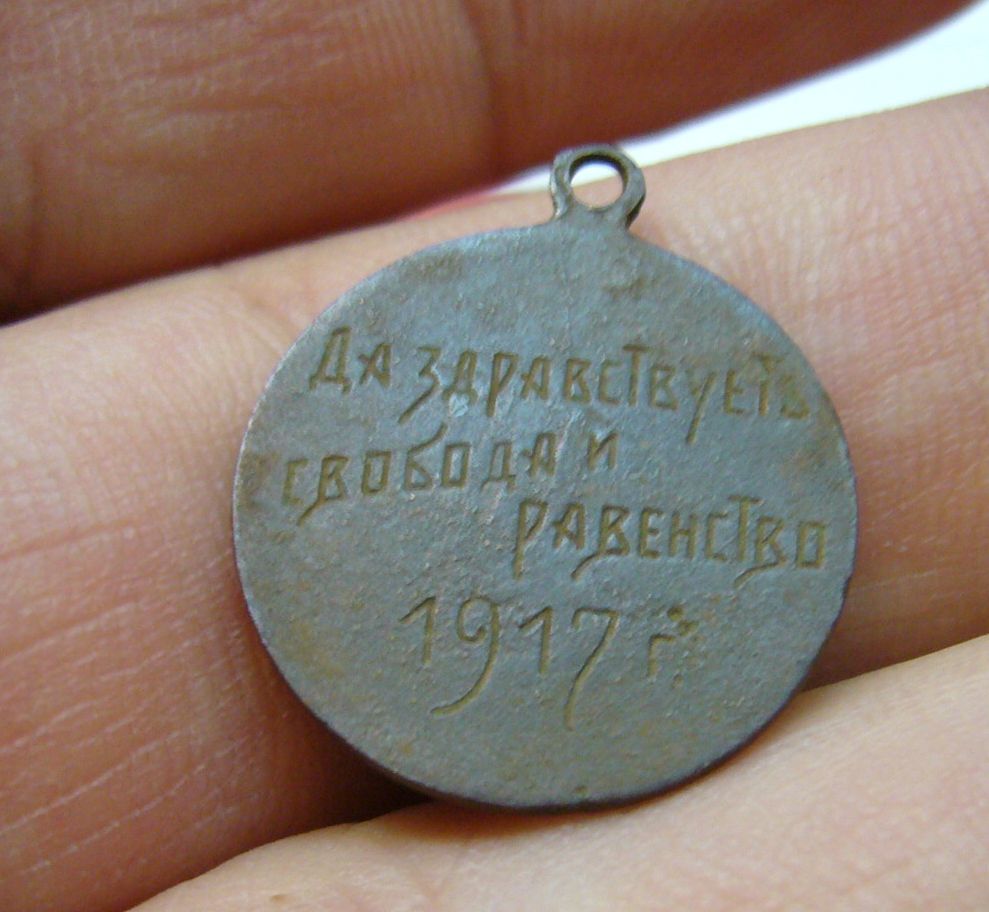 ДА ЗДРАВСТВУЕТЪ
СВОБОДА И
РАВЕНСТВО
1917 г.